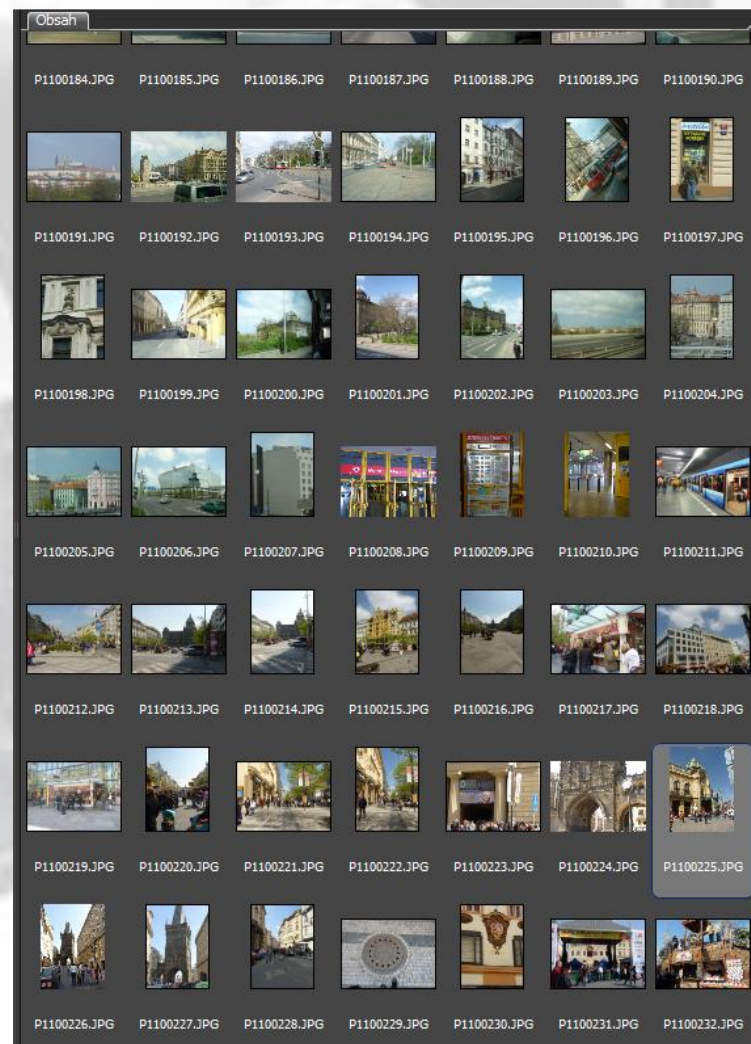 Obsah
P1100184.JPG P1100185.JPG P1100186.JPG P1100187.JPG P1100188.JPG P1100189.JPG P1100190.JPG
P1100191.JPG P1100192.JPG P1100193.JPG P1100194.JPG P1100195.JPG P1100196.JPG P1100197.JPG
P1100198.JPG P1100199.JPG P1100200.JPG P1100201.JPG P1100202.JPG P1100203.JPG P1100204.JPG
P1100205.JPG P1100206.JPG P1100207.JPG P1100208.JPG P1100209.JPG P1100210.JPG P1100211.JPG
P1100212.JPG P1100213.JPG P1100214.JPG P1100215.JPG P1100216.JPG P1100217.JPG P1100218.JPG
P1100219.JPG P1100220.JPG P1100221.JPG P1100222.JPG P1100223.JPG P1100224.JPG P1100225.JPG
P1100226.JPG P1100227.JPG P1100228.JPG P1100229.JPG P1100230.JPG P1100231.JPG P1100232.JPG